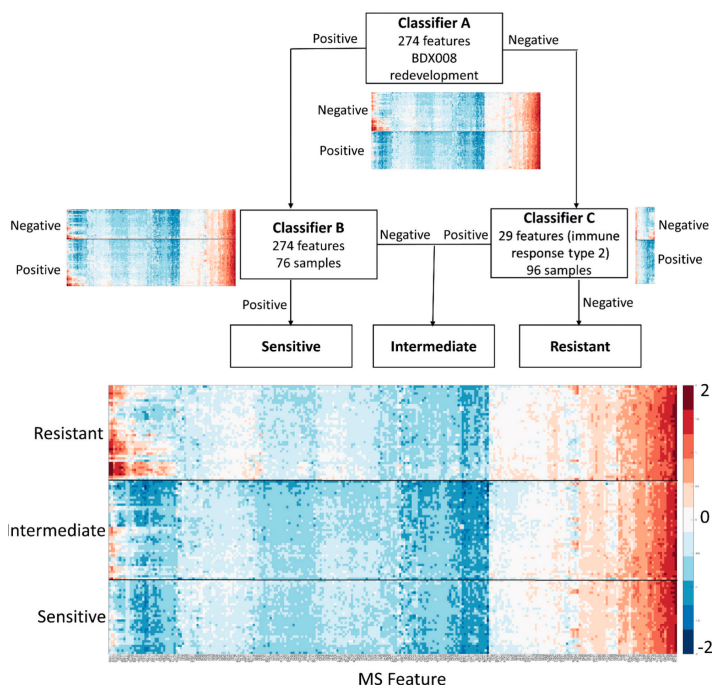 Classifier A
274 features
BDX008
redevelopment
Positive
Negative
Negative
Positive
Negative
Positive
Classifier B
274 features
76 samples
Negative
Positive
Classifier C
29 features (immune
response type 2)
96 samples
Negative
Positive
Positive
Negative
Sensitive
Intermediate
Resistant
Resistant
Intermediate
Sensitive
2
0
-2
MS Feature